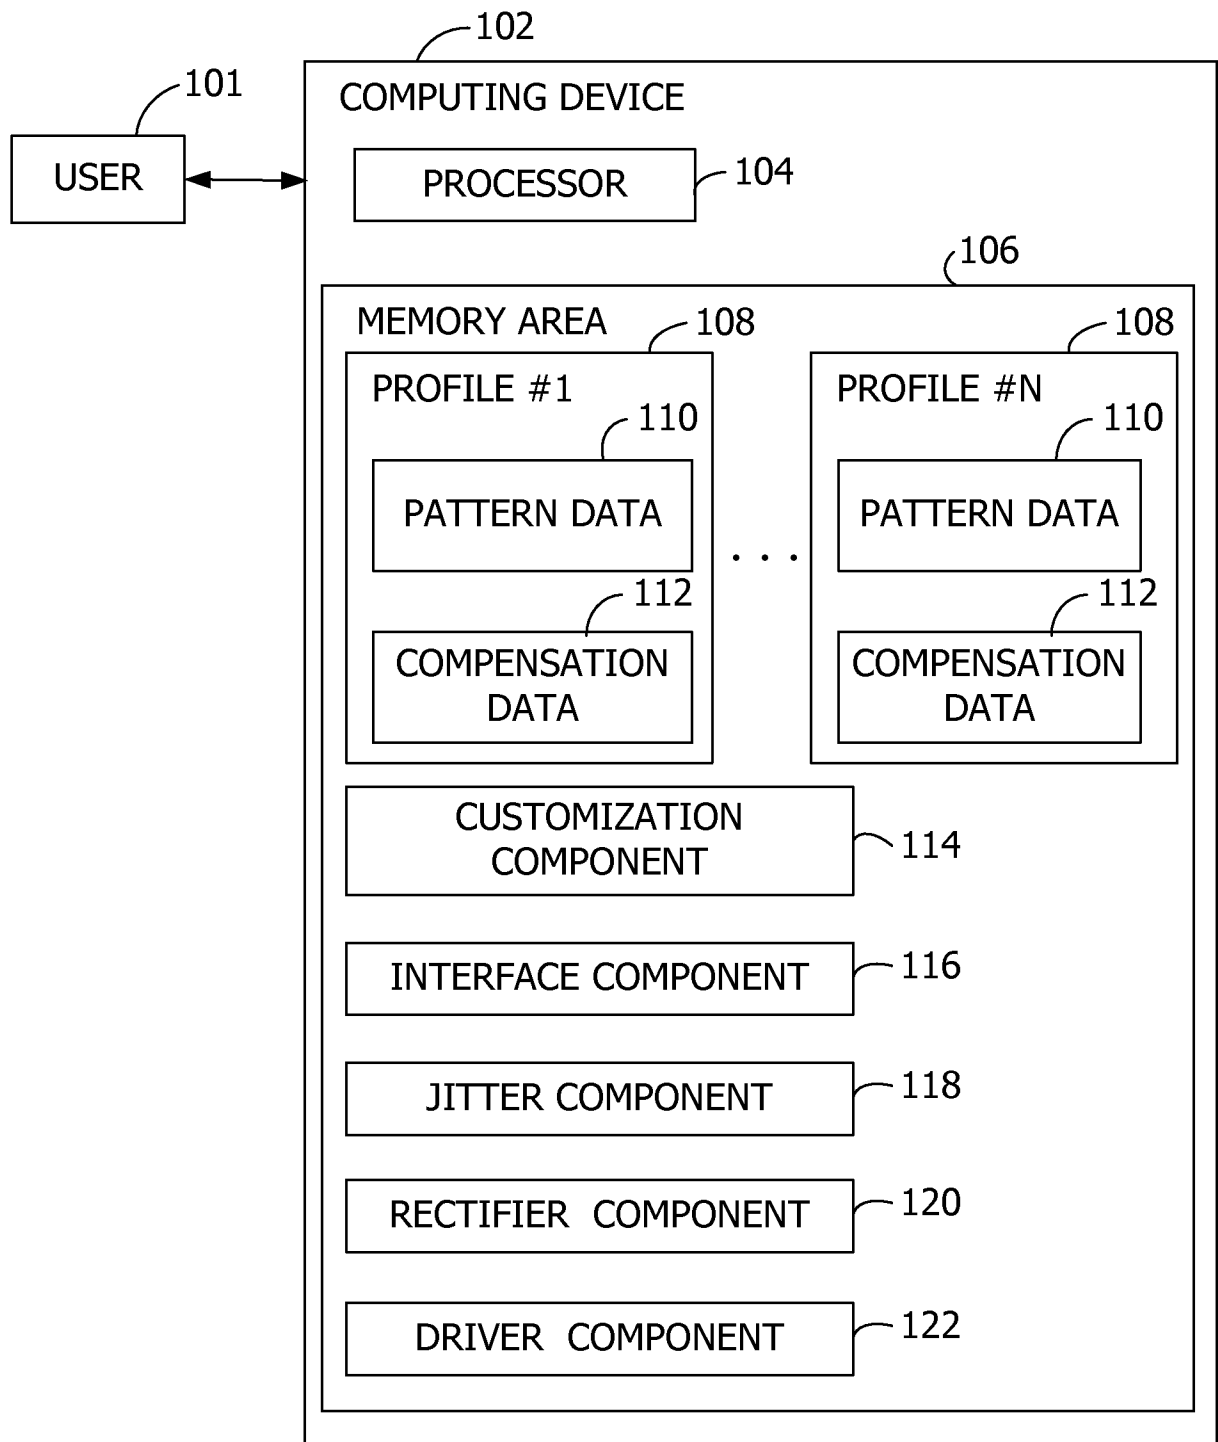 102
COMPUTING DEVICE
101
USER
PROCESSOR
104
106
MEMORY AREA
108
108
PROFILE #1
PROFILE #N
110
110
PATTERN DATA
PATTERN DATA
. . .
112
112
COMPENSATION
DATA
COMPENSATION
DATA
CUSTOMIZATION
COMPONENT
114
INTERFACE COMPONENT
116
JITTER COMPONENT
118
RECTIFIER COMPONENT
120
DRIVER COMPONENT
122